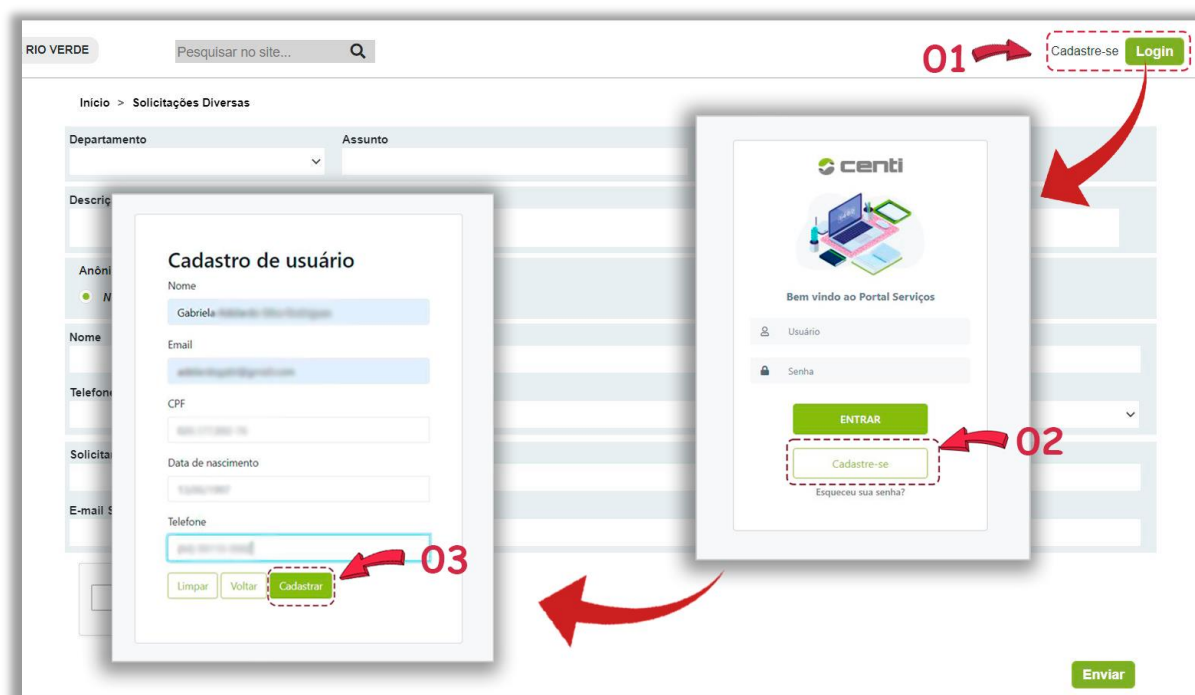 RIO VERDE
Pesquisar no site...
01
Cadastre-se Login
Início > Solicitações Diversas
Departamento
Assunto
Descriç
Anôni
N
Nome
Telefon
Solicita
E-mail S
Enviar
centi
Bem vindo ao Portal Serviços
Usuário
Senha
ENTRAR
Cadastre-se
02
Esqueceu sua senha?
Cadastro de usuário
Nome
Gabriela
Email
CPF
Data de nascimento
Telefone
Limpar Voltar Cadastrar
03